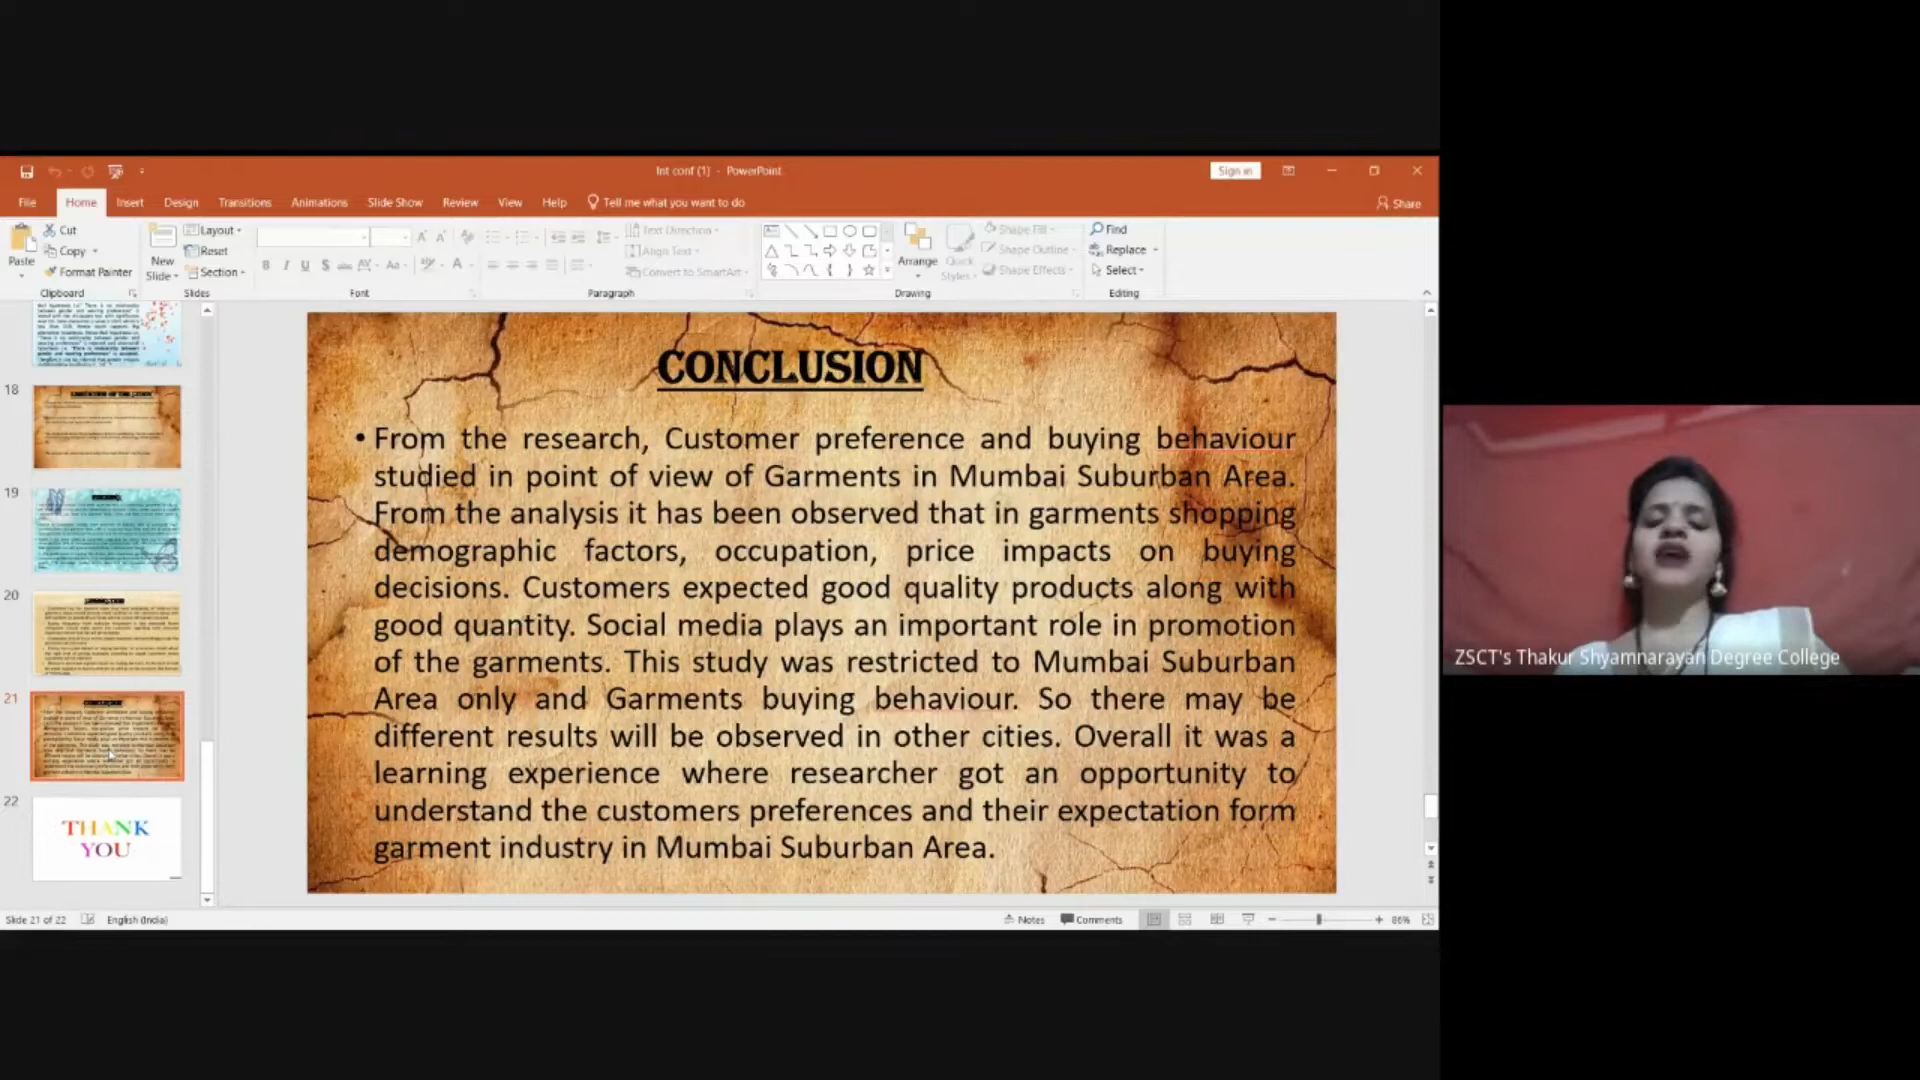 Int conf (1) - PowerPoint
Sign in
File Home Insert Design Transitions Animations Slide Show Review View Help Tell me what you want to do
Share
Paste
Cut
Copy
Format Painter
Clipboard
New
Slide
Layout
Reset
Section
Slides
Font
Text Direction
Align Text
Convert to SmartArt
Paragraph
Arrange
Quick
Styles
Shape Fill
Shape Outline
Shape Effects
Drawing
Find
Replace
Select
Editing
18
19
20
21
22
THANK
YOU
CONCLUSION
• From the research, Customer preference and buying behaviour
studied in point of view of Garments in Mumbai Suburban Area.
From the analysis it has been observed that in garments shopping
demographic factors, occupation, price impacts on buying
decisions. Customers expected good quality products along with
good quantity. Social media plays an important role in promotion
of the garments. This study was restricted to Mumbai Suburban
Area only and Garments buying behaviour. So there may be
different results will be observed in other cities. Overall it was a
learning experience where researcher got an opportunity to
understand the customers preferences and their expectation form
garment industry in Mumbai Suburban Area.
ZSCT's Thakur Shyamnarayan Degree College
Slide 21 of 22 English (India)
Notes Comments 86%